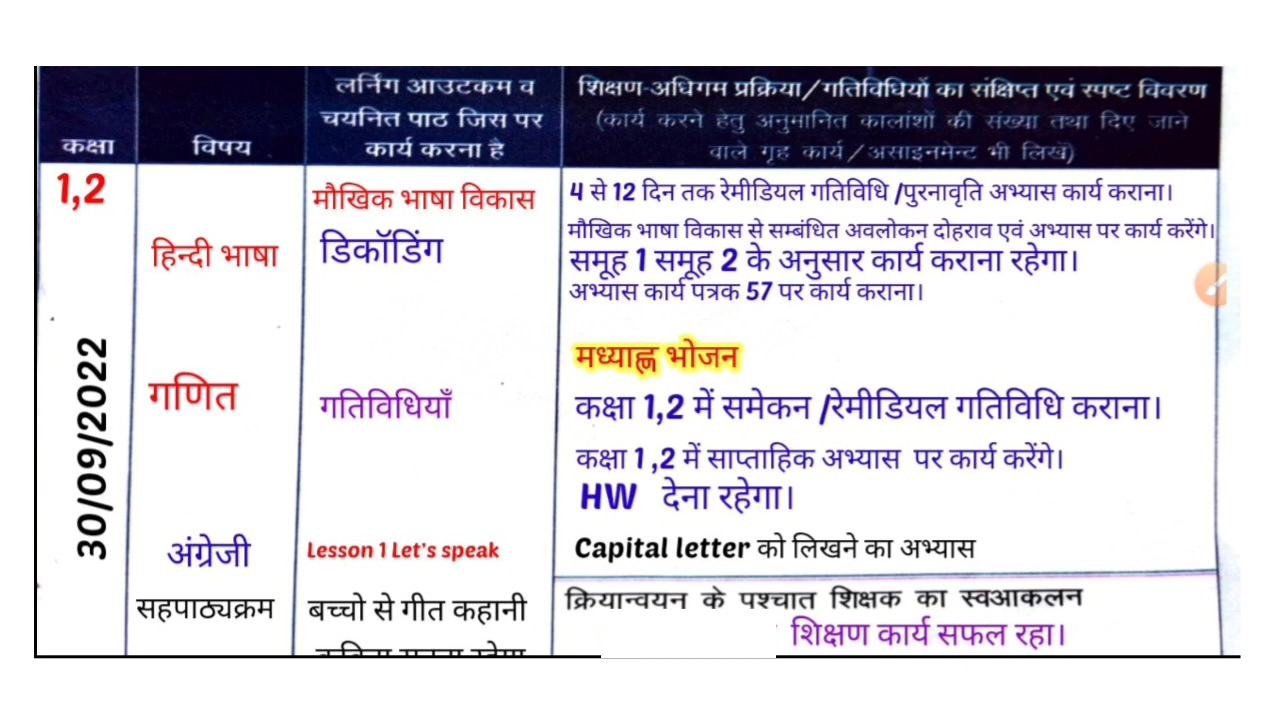 कक्षा
विषय
लर्निंग आउटकम व
चयनित पाठ जिस पर
कार्य करना है
शिक्षण-अधिगम प्रक्रिया/गतिविधियों का संक्षिप्त एवं स्पष्ट विवरण
(कार्य करने हेतु अनुमानित कालांशों की संख्या तथा दिए जाने
वाले गृह कार्य/असाइनमेन्ट भी लिखें)
1,2
30/09/2022
हिन्दी भाषा
मौखिक भाषा विकास
डिकॉडिंग
4 से 12 दिन तक रेमीडियल गतिविधि /पुरनावृति अभ्यास कार्य कराना।
मौखिक भाषा विकास से सम्बंधित अवलोकन दोहराव एवं अभ्यास पर कार्य करेंगे।
समूह 1 समूह 2 के अनुसार कार्य कराना रहेगा।
अभ्यास कार्य पत्रक 57 पर कार्य कराना।
मध्याह्न भोजन
गणित
गतिविधियाँ
कक्षा 1,2 में समेकन /रेमीडियल गतिविधि कराना।
कक्षा 1 ,2 में साप्ताहिक अभ्यास पर कार्य करेंगे।
HW देना रहेगा।
अंग्रेजी
Lesson 1 Let's speak
Capital letter को लिखने का अभ्यास
सहपाठ्यक्रम
बच्चो से गीत कहानी
क्रियान्वयन के पश्चात शिक्षक का स्वआकलन
शिक्षण कार्य सफल रहा।